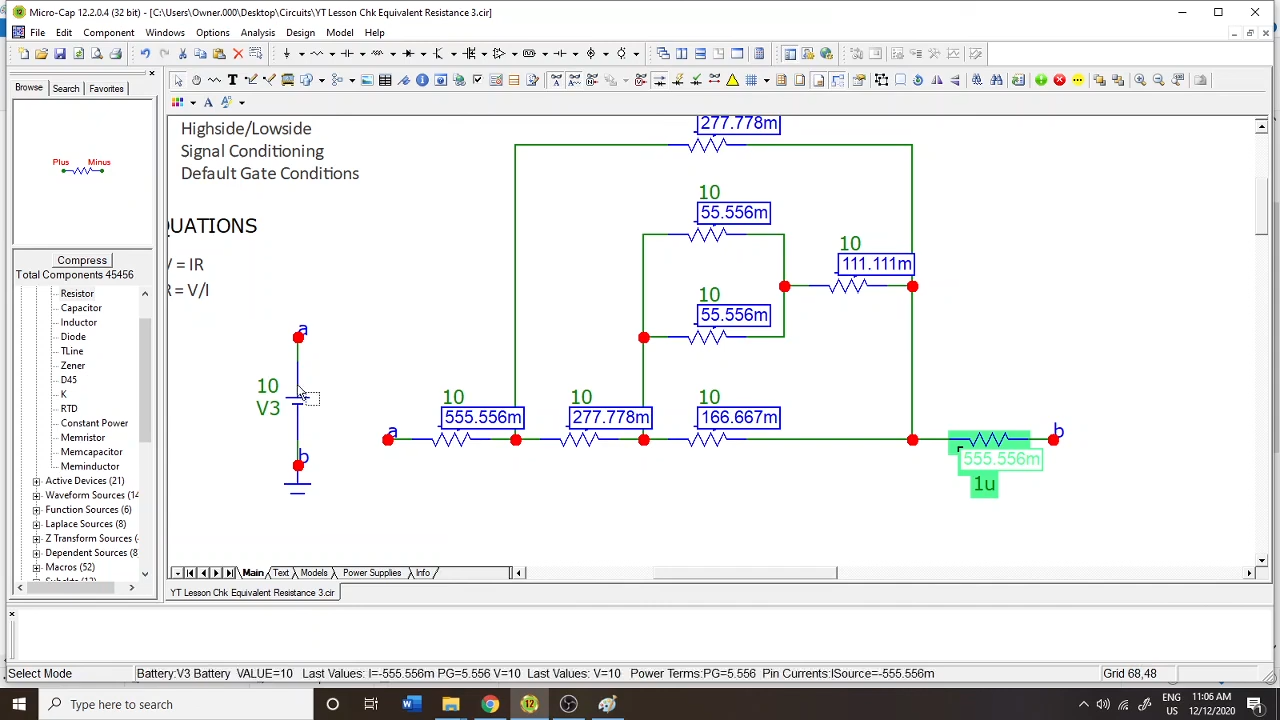 Micro-Cap 12.2.0.4 (32 bit) - [C:\Users\Owner.000\Desktop\Circuits\YT Lesson Chk Equivalent Resistance 3.cir]
File Edit Component Windows Options Analysis Design Model Help
Browse Search Favorites
Plus Minus
Compress
Total Components 45456
Resistor
Capacitor
Inductor
Diode
TLine
Zener
D45
K
RTD
Constant Power
Memristor
Memcapacitor
Meminductor
Active Devices (21)
Waveform Sources (14
Function Sources (6)
Laplace Sources (8)
Z Transform Sources (
Dependent Sources (8
Macros (52)
Highside/Lowside
Signal Conditioning
Default Gate Conditions
QUATIONS
V = IR
R = V/I
a
10
V3
b
277.778m
10
55.556m
10
111.111m
10
55.556m
a
10
555.556m
10
277.778m
10
166.667m
b
555.556m
1u
Main Text Models Power Supplies Info
YT Lesson Chk Equivalent Resistance 3.cir
Select Mode Battery:V3 Battery VALUE=10 Last Values: I=-555.556m PG=5.556 V=10 Last Values: V=10 Power Terms:PG=5.556 Pin Currents:ISource=-555.556m Grid 68,48
Type here to search
ENG
US
11:06 AM
12/12/2020